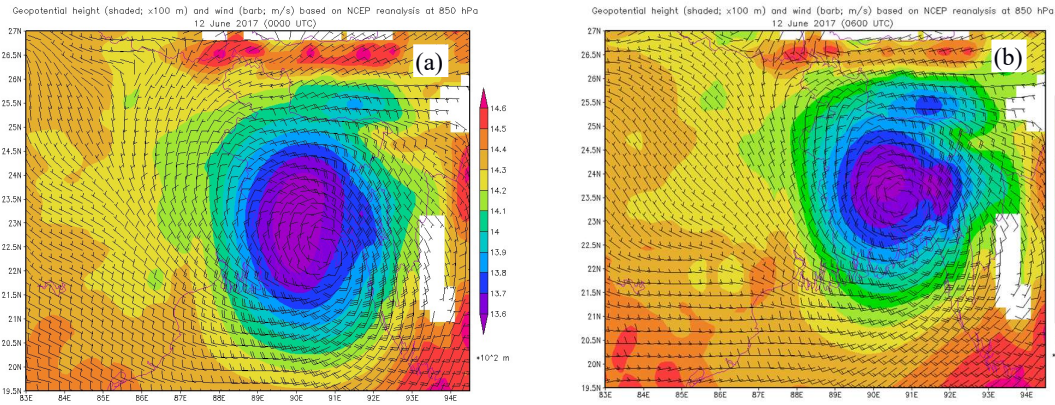 Geopotential height (shaded; x100 m) and wind (barb; m/s) based on NCEP reanalysis at 850 hPa
12 June 2017 (0000 UTC)
(a)
27N
26N
25.5N
25N
24.5N
24N
23.5N
23N
22.5N
22N
21.5N
21N
20.5N
20N
19.5N
83E
84E
85E
86E
87E
88E
89E
90E
91E
92E
93E
94E
14.6
14.5
14.4
14.3
14.2
14.1
14
13.9
13.8
13.7
13.6
*10^2 m
Geopotential height (shaded; x100 m) and wind (barb; m/s) based on NCEP reanalysis at 850 hPa
12 June 2017 (0600 UTC)
(b)
27N
26.5N
26N
25.5N
25N
24.5N
24N
23.5N
23N
22.5N
22N
21.5N
21N
20.5N
20N
19.5N
83E
84E
85E
86E
87E
88E
89E
90E
91E
92E
93E
94E
*